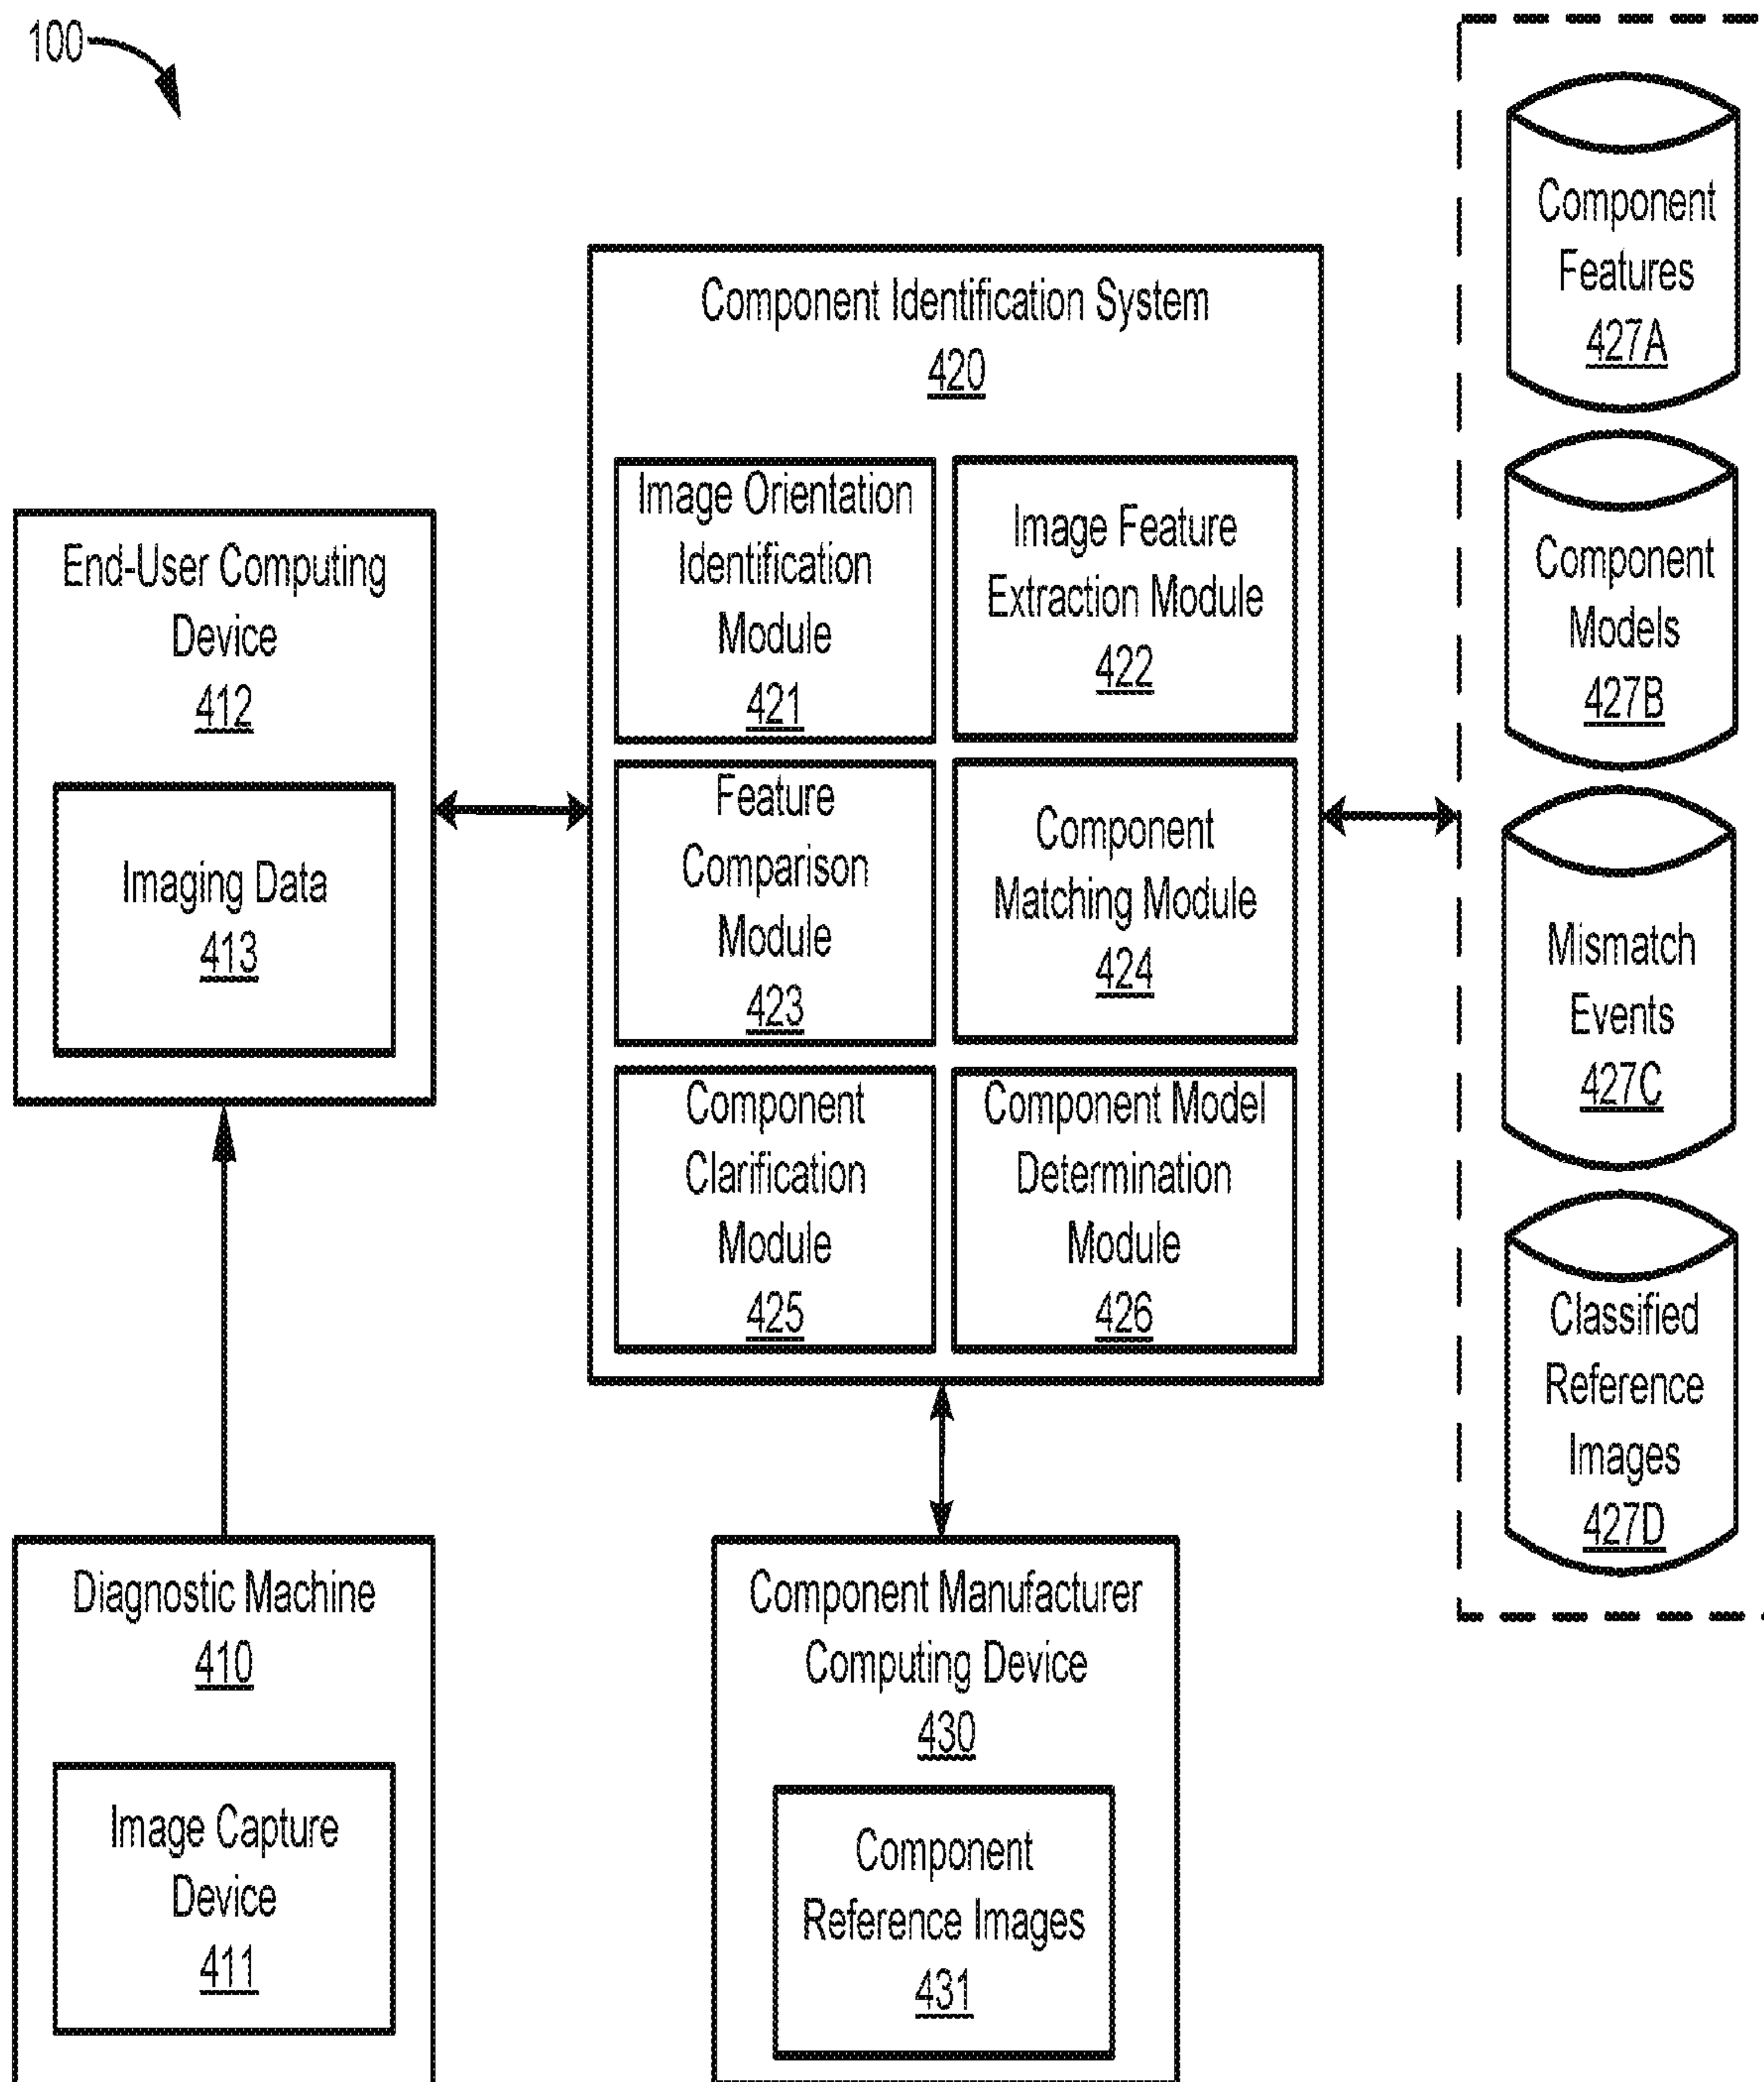 100
Component Identification System
420
Image Orientation
Identification
Module
421
Image Feature
Extraction Module
422
Feature
Comparison
Module
423
Component
Matching Module
424
Component
Clarification
Module
425
Component Model
Determination
Module
426
End-User Computing
Device
412
Imaging Data
413
Diagnostic Machine
410
Image Capture
Device
411
Component Manufacturer
Computing Device
430
Component
Reference Images
431
Component
Features
427A
Component
Models
427B
Mismatch
Events
427C
Classified
Reference
Images
427D